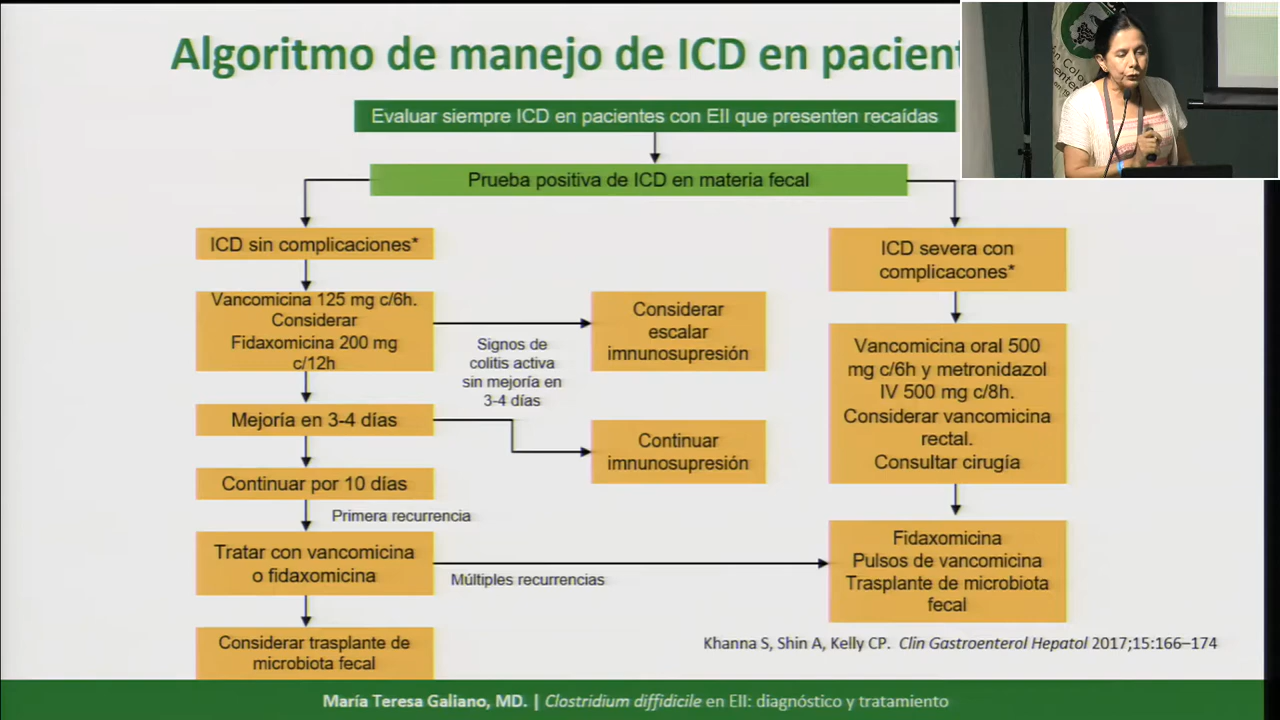 Algoritmo de manejo de ICD en pacient
Evaluar siempre ICD en pacientes con EII que presenten recaídas
Prueba positiva de ICD en materia fecal
ICD sin complicaciones*
Vancomicina 125 mg c/6h.
Considerar
Fidaxomicina 200 mg
c/12h
Signos de
colitis activa
sin mejoría en
3-4 días
Considerar
escalar
imnunosupresión
Mejoría en 3-4 días
Continuar
imnunosupresión
Continuar por 10 días
Primera recurrencia
Tratar con vancomicina
o fidaxomicina
Múltiples recurrencias
Considerar trasplante de
microbiota fecal
ICD severa con
complicacones*
Vancomicina oral 500
mg c/6h y metronidazol
IV 500 mg c/8h.
Considerar vancomicina
rectal.
Consultar cirugía
Fidaxomicina
Pulsos de vancomicina
Trasplante de microbiota
fecal
Khanna S, Shin A, Kelly CP. Clin Gastroenterol Hepatol 2017;15:166–174
María Teresa Galiano, MD. | Clostridium diffidicile en EII: diagnóstico y tratamiento